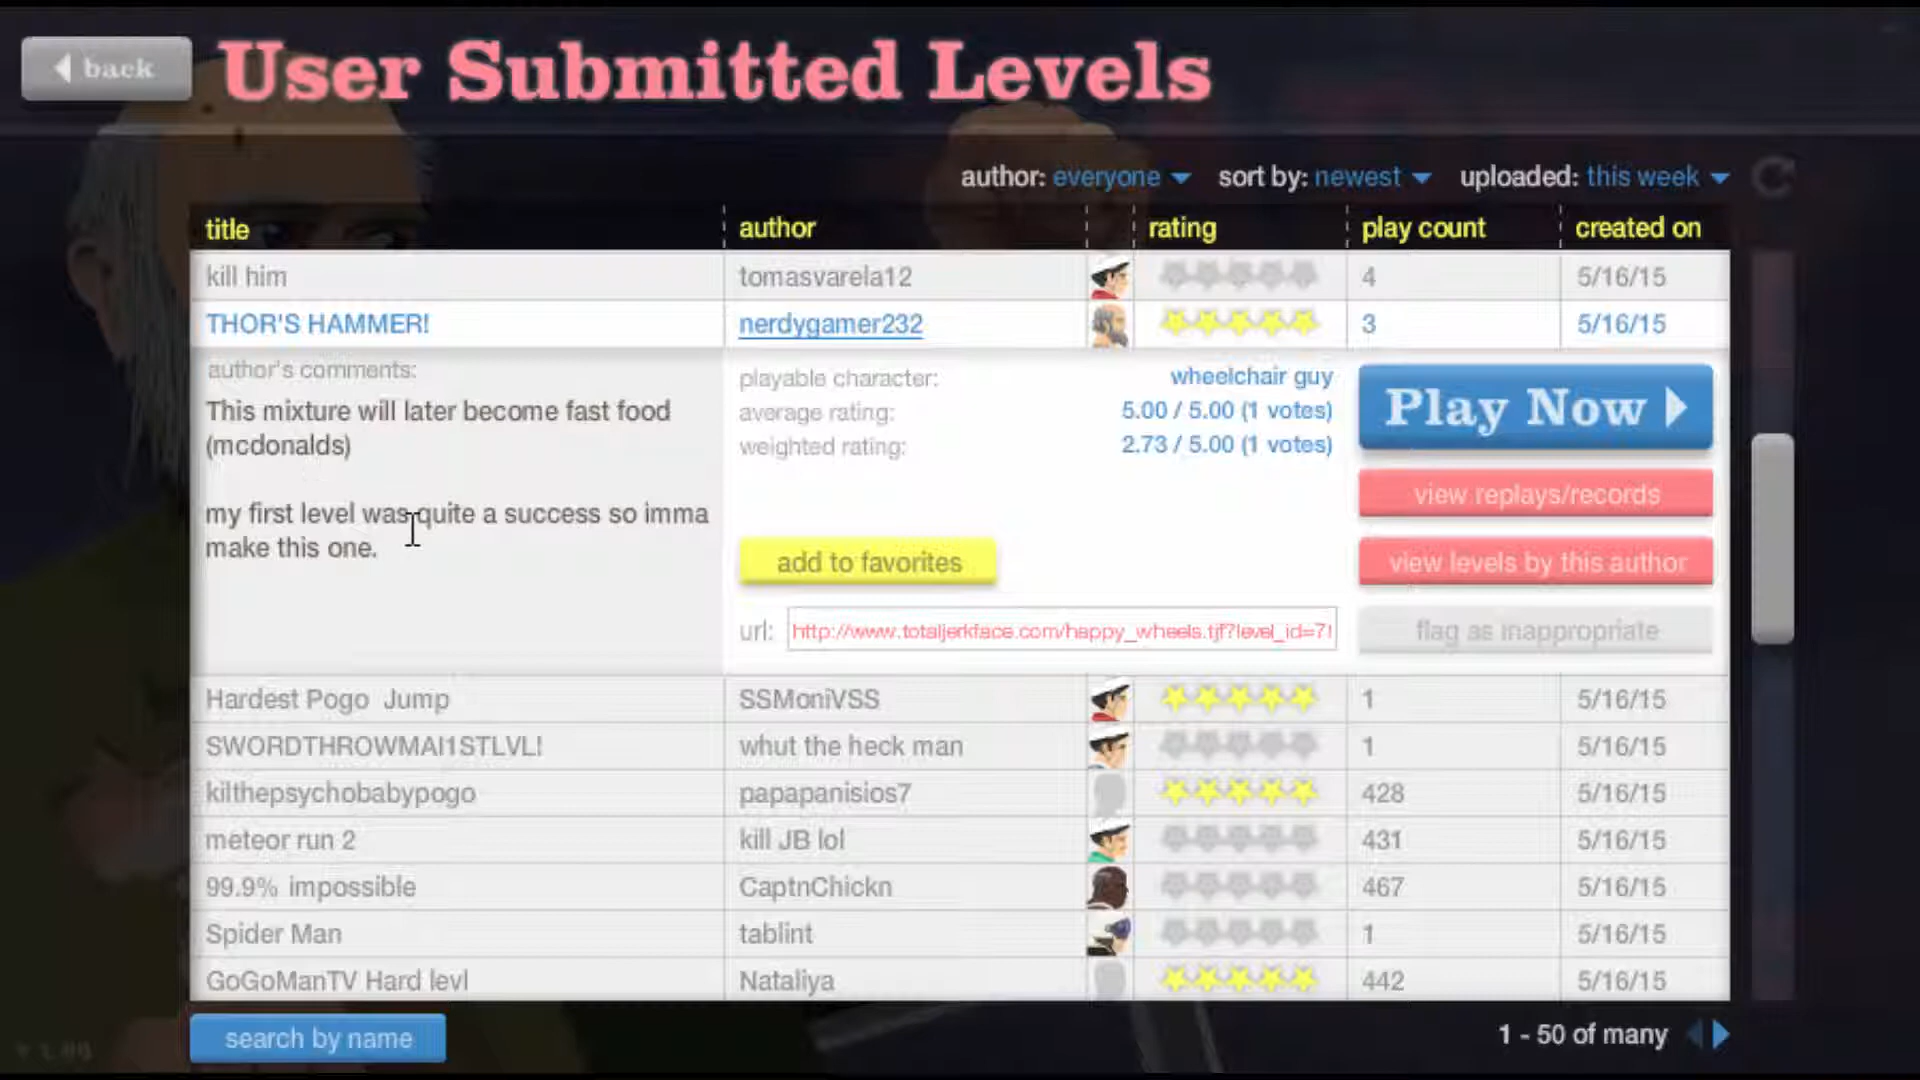 back
User Submitted Levels
author: everyone sort by: newest uploaded: this week
title author rating play count created on
kill him tomasvarela12 4 5/16/15
THOR'S HAMMER! nerdygamer232 3 5/16/15
author's comments:
This mixture will later become fast food
(mcdonalds)
my first level was quite a success so imma
make this one.
playable character: wheelchair guy
average rating: 5.00 / 5.00 (1 votes)
weighted rating: 2.73 / 5.00 (1 votes)
add to favorites
url: http://www.totaljerkface.com/happy_wheels.tjf?level_id=7!
Play Now
view replays/records
view levels by this author
flag as inappropriate
Hardest Pogo Jump SSMoniVSS 1 5/16/15
SWORDTHROWMAI1STLVL! whut the heck man 1 5/16/15
kilthepsychobabypogo papapanisios7 428 5/16/15
meteor run 2 kill JB lol 431 5/16/15
99.9% impossible CaptnChickn 467 5/16/15
Spider Man tablint 1 5/16/15
GoGoManTV Hard levl Nataliya 442 5/16/15
search by name
1 - 50 of many